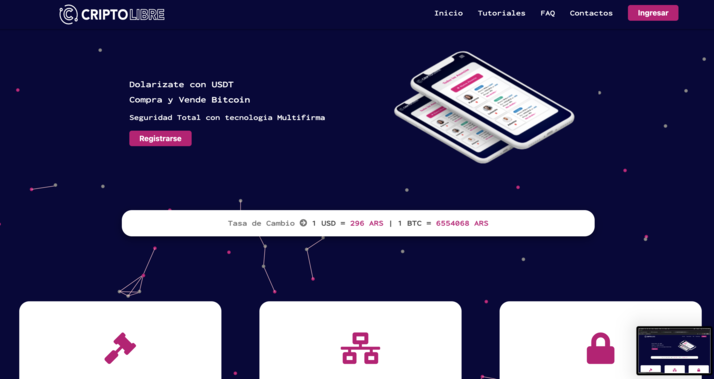 CRIPTOLIBRE
Inicio Tutoriales FAQ Contactos Ingresar
Dolarizate con USDT
Compra y Vende Bitcoin
Seguridad Total con tecnologia Multifirma
Registrarse
Tasa de Cambio 1 USD = 296 ARS | 1 BTC = 6554068 ARS